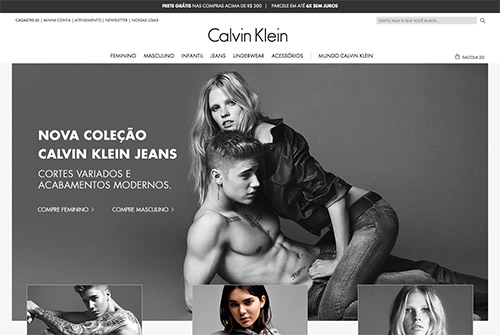 FRETE GRÁTIS NAS COMPRAS ACIMA DE R$ 200 | PARCELE EM ATÉ 6X SEM JUROS
CADASTRE-SE | MINHA CONTA | ATENDIMENTO | NEWSLETTER | NOSSAS LOJAS
DIGITE AQUI O QUE VOCÊ BUSCA...
Calvin Klein
FEMININO MASCULINO INFANTIL JEANS UNDERWEAR ACESSÓRIOS | MUNDO CALVIN KLEIN
SACOLA (0)
NOVA COLEÇÃO
CALVIN KLEIN JEANS
CORTES VARIADOS E
ACABAMENTOS MODERNOS.
COMPRE FEMININO > COMPRE MASCULINO >